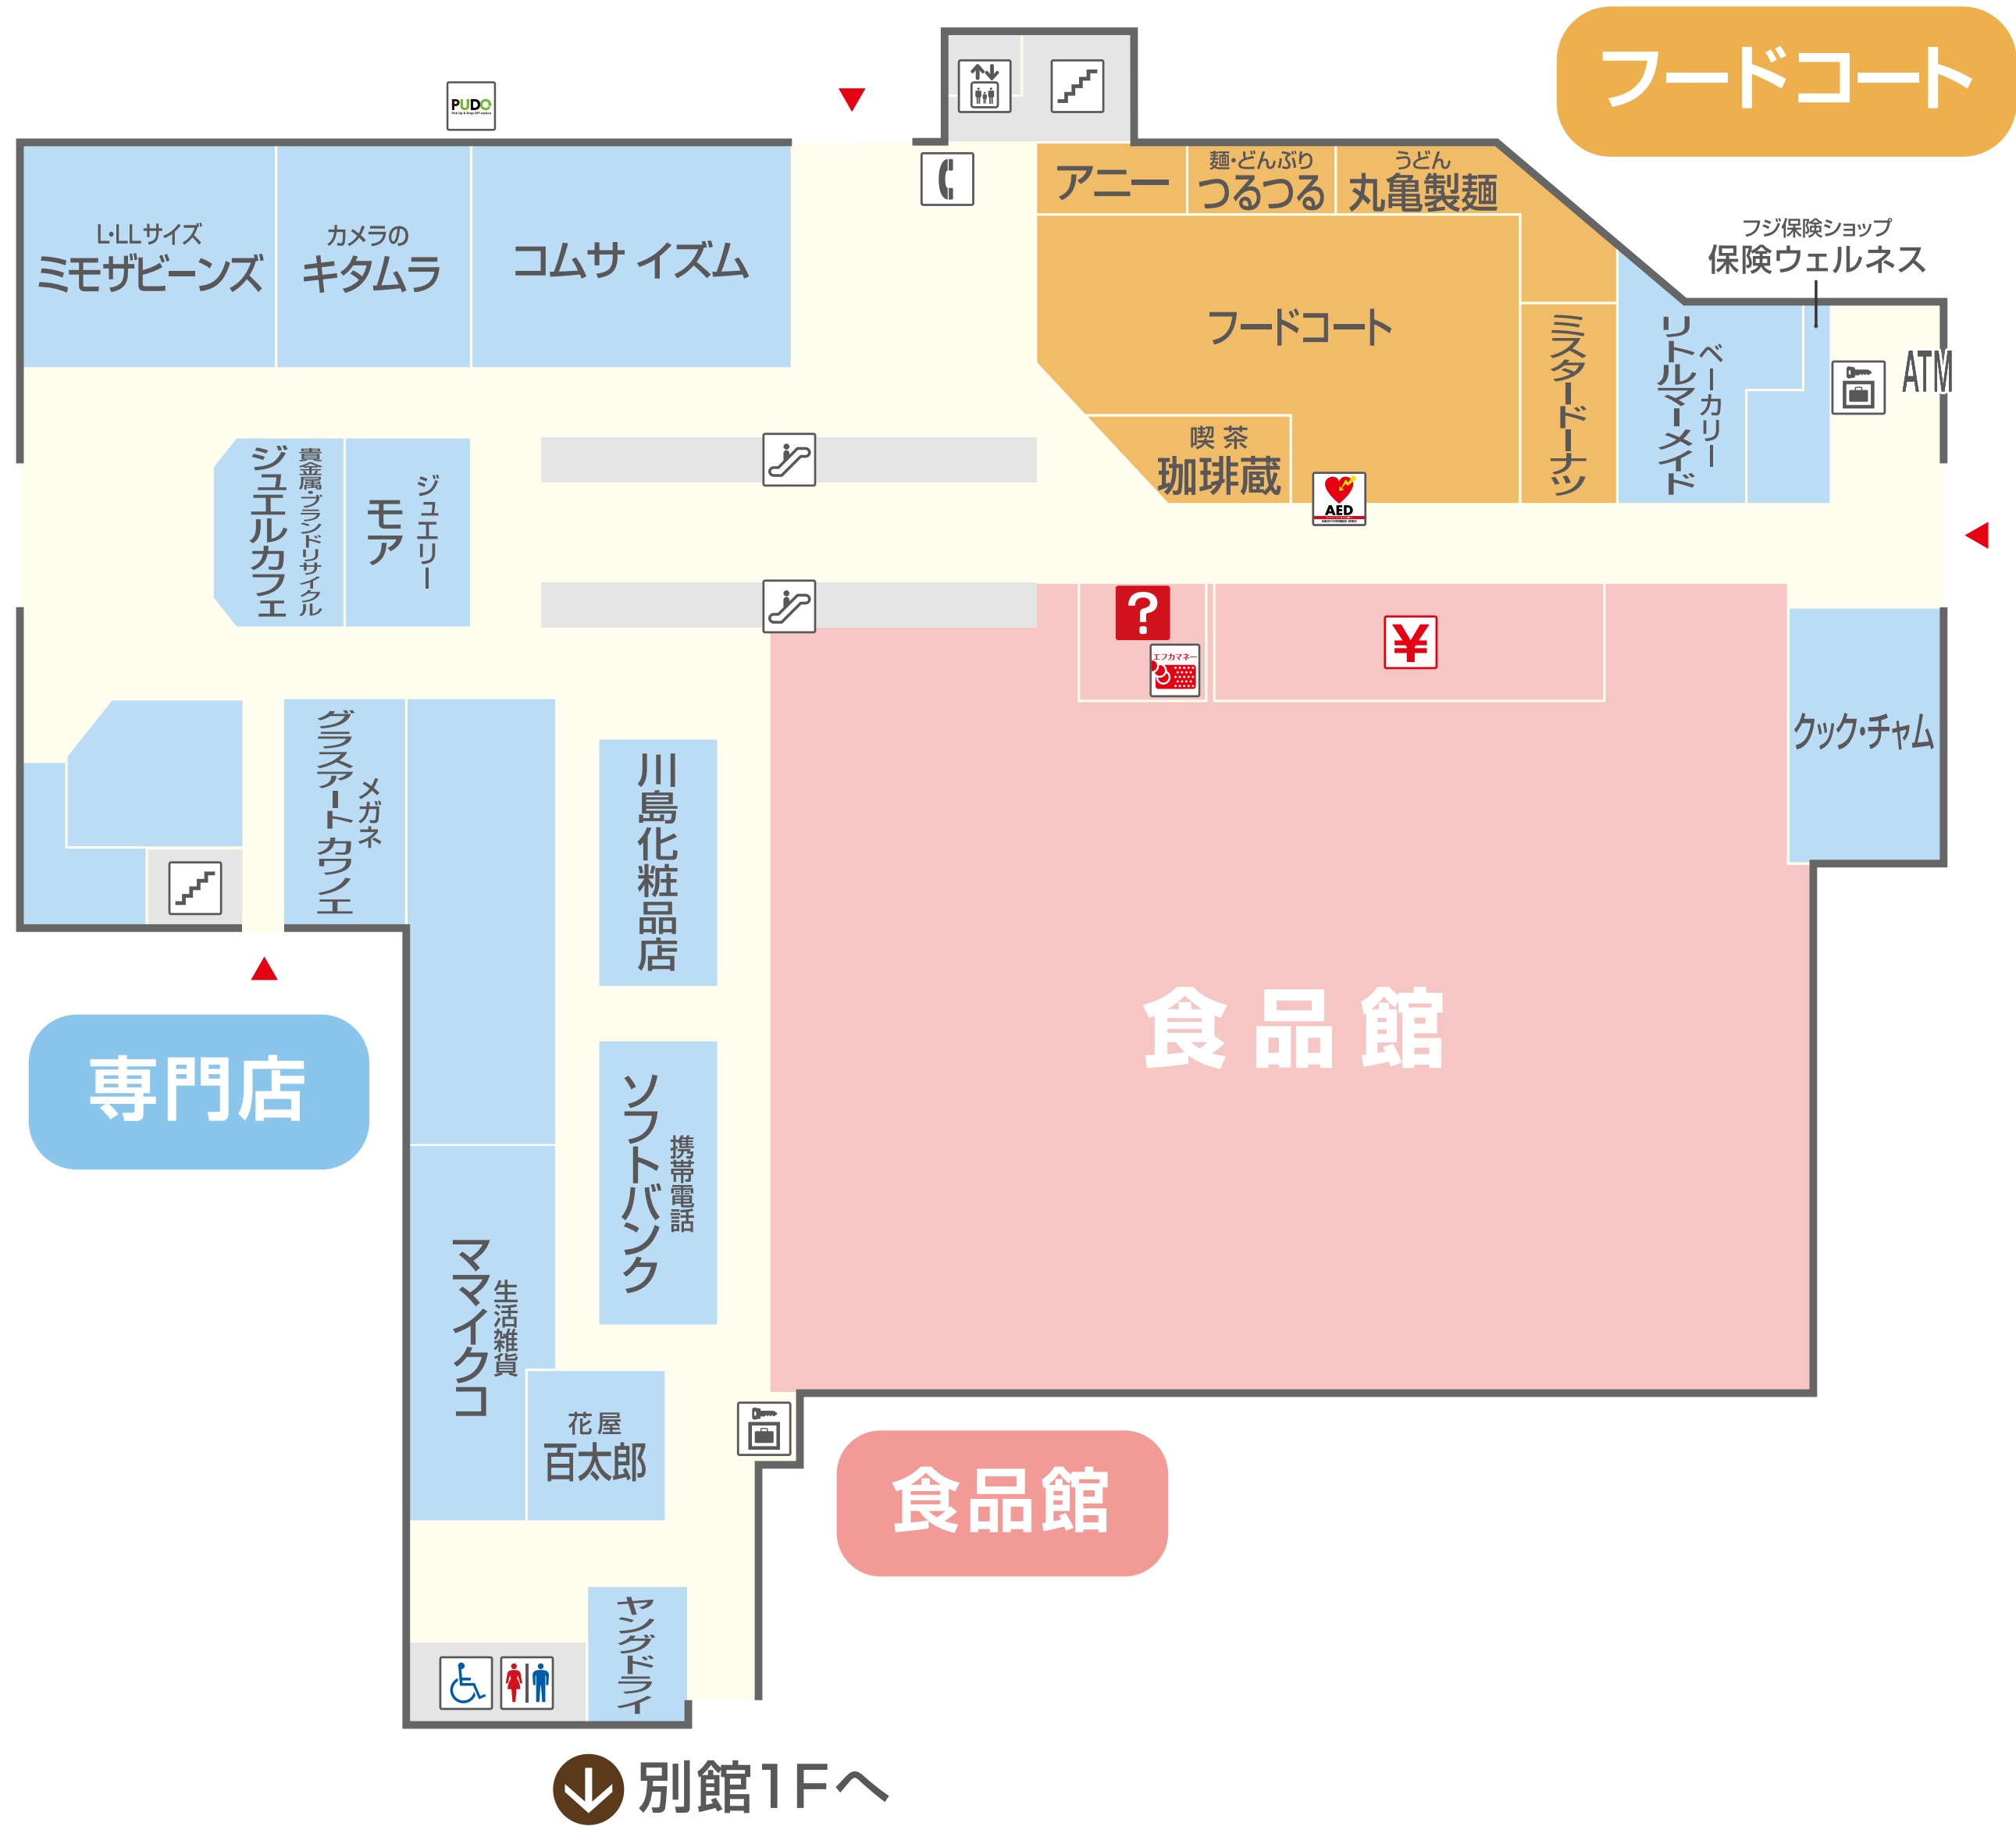 フードコート
PUDO
アニー
麺・どんぶり
つるつる
うどん
丸亀製麺
L・LLサイズ
ミモザビーズ
カメラの
キタムラ
コムサイズム
ジュエルカフェ
貴金属・ブランドリサイクル
モア
ジュエリー
フードコート
喫茶
珈琲蔵
AED
ミスタードーナツ
リトルマーメイド
ベーカリー
ほけん保険ショップ
保険ウェルネス
ATM
?
エフカマネー
¥
クック・チャム
グラスアートカワノエ
メガネ
川島化粧品店
ソフトバンク
携帯電話
食品館
専門店
ママイクコ
生活雑貨
花屋
百太郎
食品館
ヤングドライ
別館1Fへ